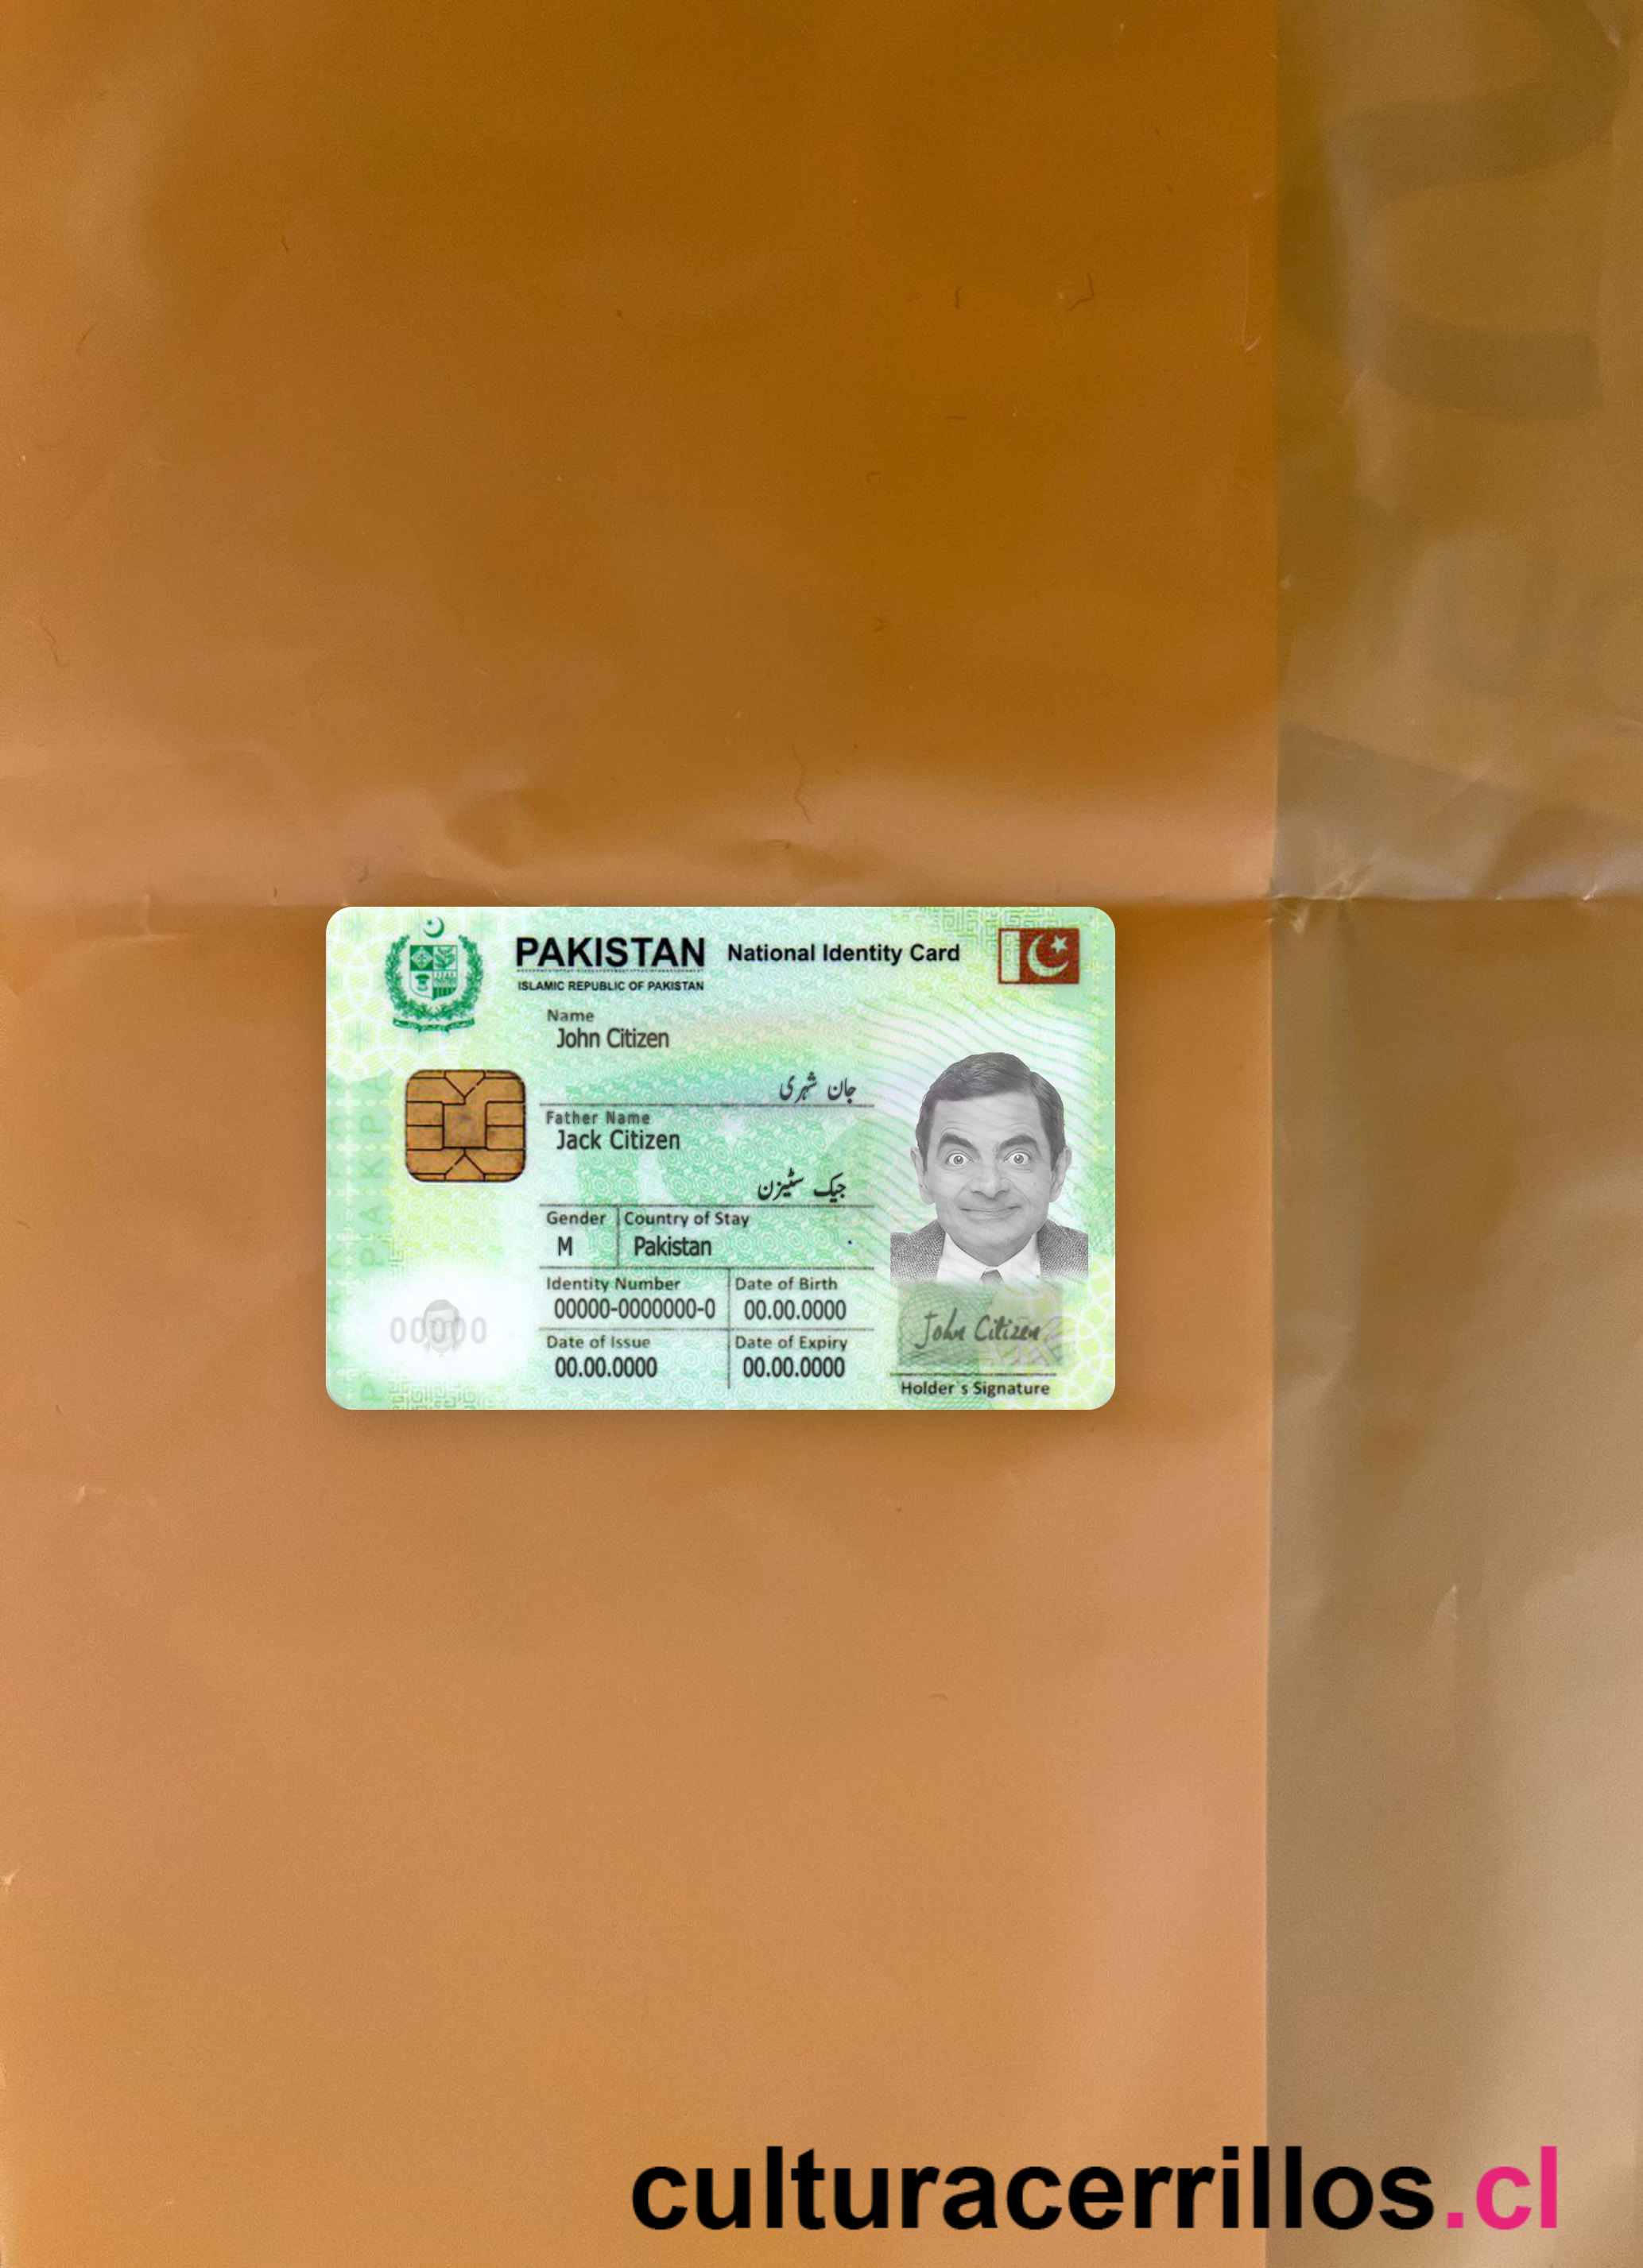 PAKISTAN National Identity Card
ISLAMIC REPUBLIC OF PAKISTAN
Name
John Citizen
جان شہری
Father Name
Jack Citizen
جیک سٹیزن
Gender Country of Stay
M Pakistan
Identity Number Date of Birth
00000-0000000-0 00.00.0000
Date of Issue Date of Expiry
00.00.0000 00.00.0000
00000
John Citizen
Holder's Signature
PAK
culturacerrillos.cl